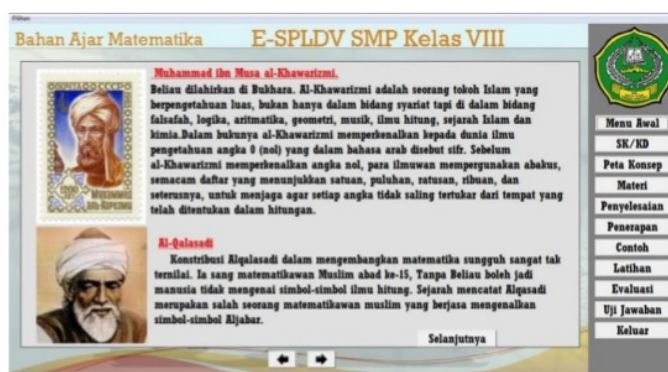 Pilihan
Bahan Ajar Matematika
E-SPLDV SMP Kelas VIII
Muhammad ibn Musa al-Khawarizmi.
Beliau dilahirkan di Bukhara. Al-Khawarizmi adalah seorang tokoh Islam yang
berpengetahuan luas, bukan hanya dalam bidang syariat tapi di dalam bidang
falsafah, logika, aritmatika, geometri, musik, ilmu hitung, sejarah Islam dan
kimia.Dalam bukunya al-Khawarizmi memperkenalkan kepada dunia ilmu
pengetahuan angka 0 (nol) yang dalam bahasa arab disebut sifr. Sebelum
al-Khawarizmi memperkenalkan angka nol, para ilmuwan mempergunakan abakus,
semacam daftar yang menunjukkan satuan, puluhan, ratusan, ribuan, dan
seterusnya, untuk menjaga agar setiap angka tidak saling tertukar dari tempat yang
telah ditentukan dalam hitungan.
Al-Qalasadi
Konstribusi Alqalasadi dalam mengembangkan matematika sungguh sangat tak
ternilai. Ia sang matematikawan Muslim abad ke-15, Tanpa Beliau boleh jadi
manusia tidak mengenai simbol-simbol ilmu hitung. Sejarah mencatat Alqasadi
merupakan salah seorang matematikawan muslim yang berjasa mengenalkan
simbol-simbol Aljabar.
Selanjutnya
Menu Awal
SK/KD
Peta Konsep
Materi
Penyelesaian
Penerapan
Contoh
Latihan
Evaluasi
Uji Jawaban
Keluar